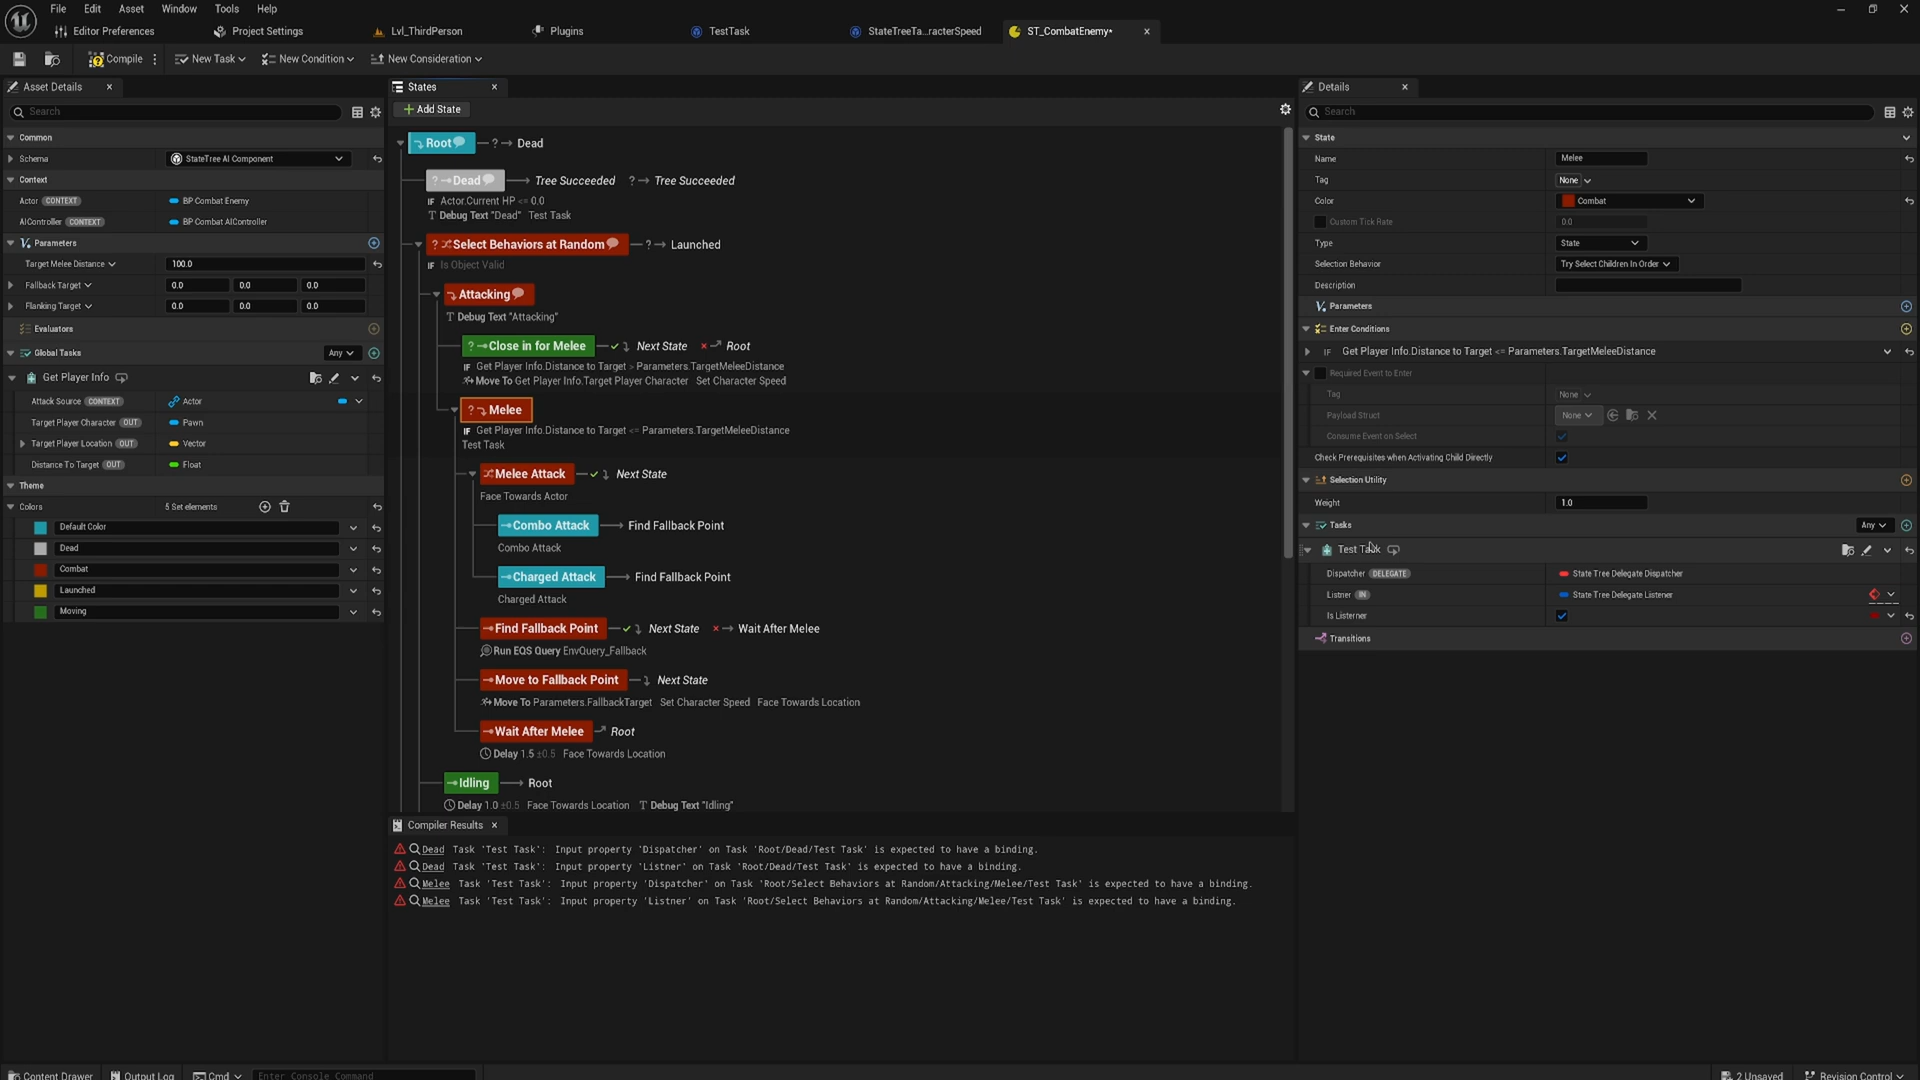 File Edit Asset Window Tools Help
Editor Preferences Project Settings Lvl_ThirdPerson Plugins TestTask StateTreeTa...racterSpeed ST_CombatEnemy*
Compile New Task New Condition New Consideration
Asset Details
Search
Common
Schema StateTree AI Component
Context
Actor CONTEXT BP Combat Enemy
AIController CONTEXT BP Combat AIController
Parameters
Target Melee Distance 100.0
Fallback Target 0.0 0.0 0.0
Flanking Target 0.0 0.0 0.0
Evaluators
Global Tasks Any
Get Player Info
Attack Source CONTEXT Actor
Target Player Character OUT Pawn
Target Player Location OUT Vector
Distance To Target OUT Float
Theme
Colors 5 Set elements
Default Color
Dead
Combat
Launched
Moving
States
Add State
Root ? Dead
? Dead Tree Succeeded ? Tree Succeeded
IF Actor.Current HP <= 0.0
T Debug Text "Dead" Test Task
? Select Behaviors at Random ? Launched
IF Is Object Valid
Attacking
T Debug Text "Attacking"
? Close in for Melee Next State Root
IF Get Player Info.Distance to Target > Parameters.TargetMeleeDistance
Move To Get Player Info.Target Player Character Set Character Speed
? Melee
IF Get Player Info.Distance to Target <= Parameters.TargetMeleeDistance
Test Task
Melee Attack Next State
Face Towards Actor
Combo Attack Find Fallback Point
Combo Attack
Charged Attack Find Fallback Point
Charged Attack
Find Fallback Point Next State Wait After Melee
Run EQS Query EnvQuery_Fallback
Move to Fallback Point Next State
Move To Parameters.FallbackTarget Set Character Speed Face Towards Location
Wait After Melee Root
Delay 1.5 ±0.5 Face Towards Location
Idling Root
Delay 1.0 ±0.5 Face Towards Location T Debug Text "Idling"
Compiler Results
Dead Task 'Test Task': Input property 'Dispatcher' on Task 'Root/Dead/Test Task' is expected to have a binding.
Dead Task 'Test Task': Input property 'Listner' on Task 'Root/Dead/Test Task' is expected to have a binding.
Melee Task 'Test Task': Input property 'Dispatcher' on Task 'Root/Select Behaviors at Random/Attacking/Melee/Test Task' is expected to have a binding.
Melee Task 'Test Task': Input property 'Listner' on Task 'Root/Select Behaviors at Random/Attacking/Melee/Test Task' is expected to have a binding.
Details
Search
State
Name Melee
Tag None
Color Combat
Custom Tick Rate 0.0
Type State
Selection Behavior Try Select Children In Order
Description
Parameters
Enter Conditions
IF Get Player Info.Distance to Target <= Parameters.TargetMeleeDistance
Required Event to Enter
Tag None
Payload Struct None
Consume Event on Select
Check Prerequisites when Activating Child Directly
Selection Utility
Weight 1.0
Tasks Any
Test Task
Dispatcher DELEGATE State Tree Delegate Dispatcher
Listner IN State Tree Delegate Listener
Is Listerner
Transitions
Content Drawer Output Log Cmd Enter Console Command 2 Unsaved Revision Control